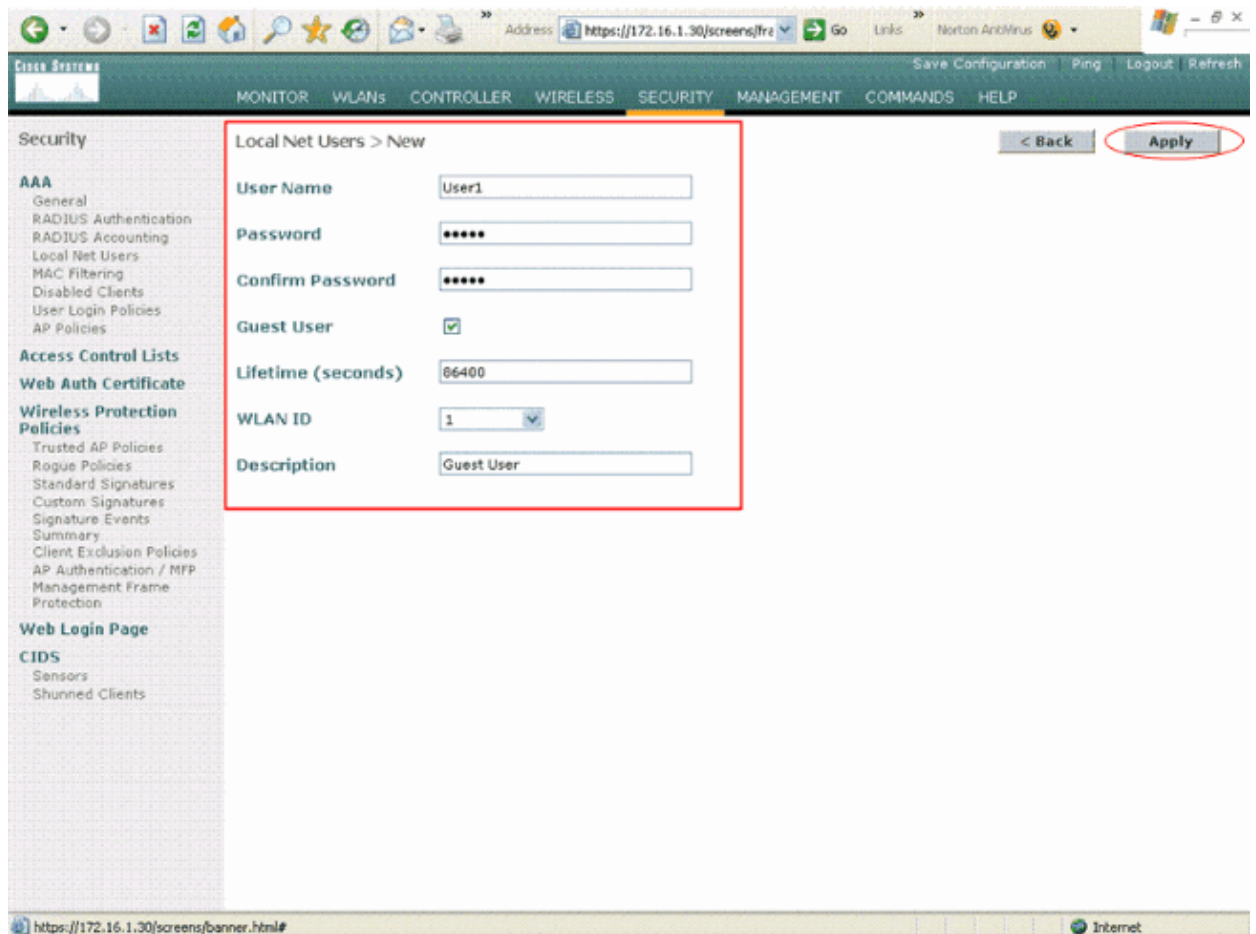 Address https://172.16.1.30/screens/fra Go Links Norton AntiVirus
CISCO SYSTEMS
Save Configuration Ping Logout Refresh
MONITOR WLANs CONTROLLER WIRELESS SECURITY MANAGEMENT COMMANDS HELP
Security
AAA
General
RADIUS Authentication
RADIUS Accounting
Local Net Users
MAC Filtering
Disabled Clients
User Login Policies
AP Policies
Access Control Lists
Web Auth Certificate
Wireless Protection
Policies
Trusted AP Policies
Rogue Policies
Standard Signatures
Custom Signatures
Signature Events
Summary
Client Exclusion Policies
AP Authentication / MFP
Management Frame
Protection
Web Login Page
CIDS
Sensors
Shunned Clients
Local Net Users > New
< Back Apply
User Name User1
Password •••••
Confirm Password •••••
Guest User
Lifetime (seconds) 86400
WLAN ID 1
Description Guest User
https://172.16.1.30/screens/banner.html# Internet